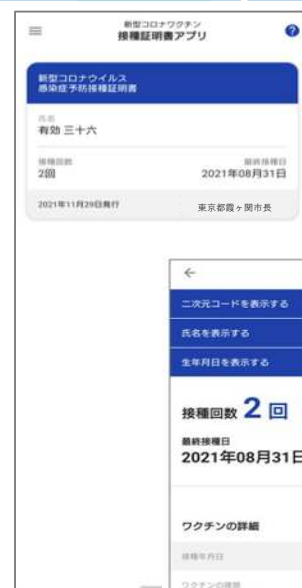 新型コロナワクチン
接種証明書アプリ
?
新型コロナウイルス
感染症予防接種証明書
氏名
有効 三十六
接種回数
最終接種日
2回
2021年08月31日
2021年11月29日発行
東京都霞ヶ関市長
二次元コードを表示する
氏名を表示する
生年月日を表示する
接種回数 2 回
最終接種日
2021年08月31日
ワクチンの詳細
接種年月日
ワクチンの種類